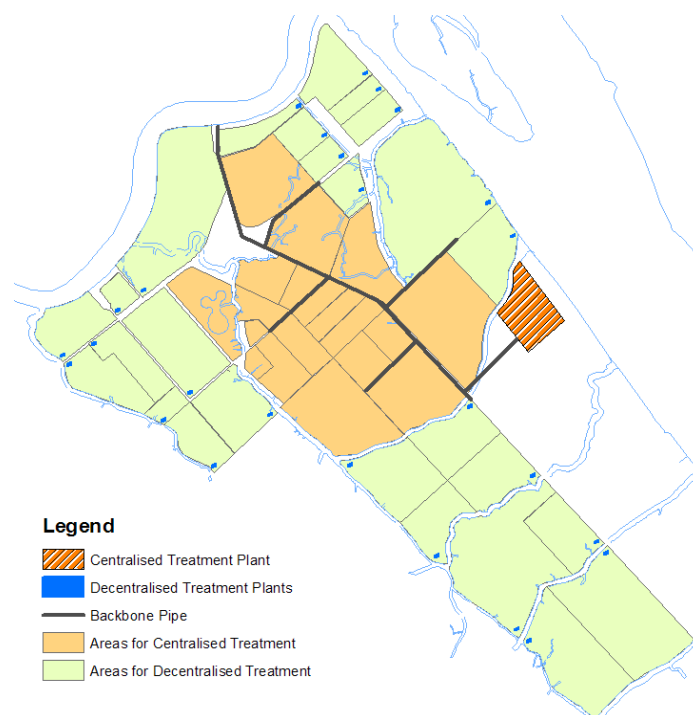 Legend
Centralised Treatment Plant
Decentralised Treatment Plants
Backbone Pipe
Areas for Centralised Treatment
Areas for Decentralised Treatment